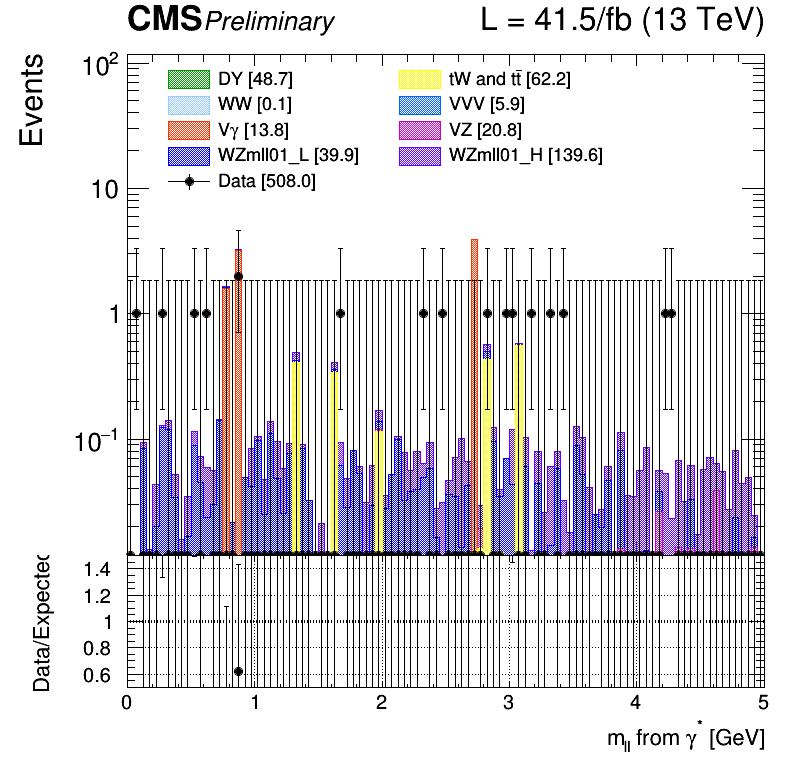 CMS Preliminary L = 41.5/fb (13 TeV)
Events
10²
10
1
10⁻¹
DY [48.7]
tW and tt̄ [62.2]
WW [0.1]
VVV [5.9]
Vγ [13.8]
VZ [20.8]
WZmll01_L [39.9]
WZmll01_H [139.6]
Data [508.0]
Data/Expected
1.4
1.2
1
0.8
0.6
0 1 2 3 4 5
m_ll from γ* [GeV]